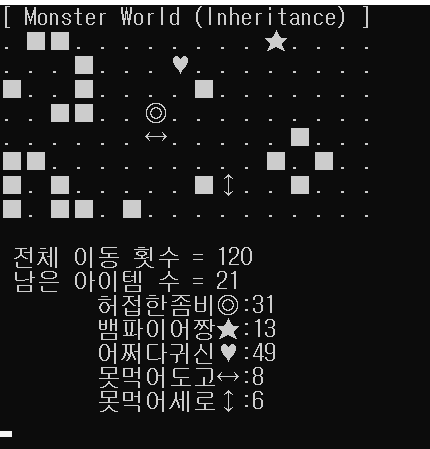 [ Monster World (Inheritance) ]
. ■ ■ . . . . . . . . ★ . . . .
. . . ■ . . . ♥ . . . . . . . .
■ . . ■ . . . . ■ . . . . . . .
. . ■ ■ . . ◎ . . . . . . . . .
. . . . . . ↔ . . . . . ■ . . .
■ ■ . . . . . . . . . ■ . ■ . .
■ . ■ . . . . . ■ ↕ . . ■ . . .
■ . ■ ■ . ■ . . . . . . . . . .
전체 이동 횟수 = 120
남은 아이템 수 = 21
허접한좀비◎:31
뱀파이어짱★:13
어쩌다귀신♥:49
못먹어도고↔:8
못먹어세로↕:6